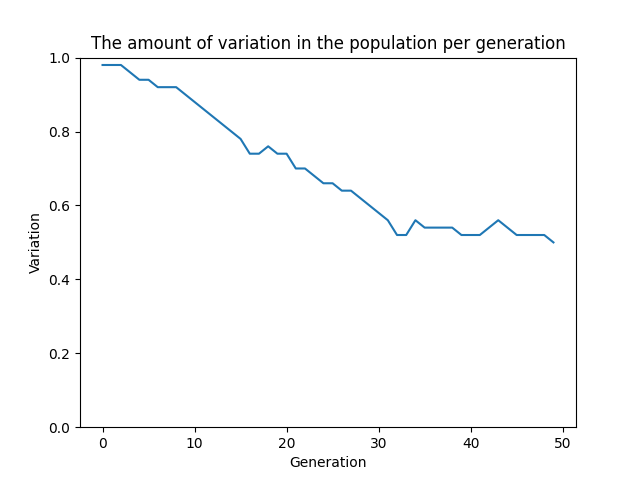 The amount of variation in the population per generation
1.0
0.8
0.6
0.4
0.2
0.0
Variation
0 10 20 30 40 50
Generation